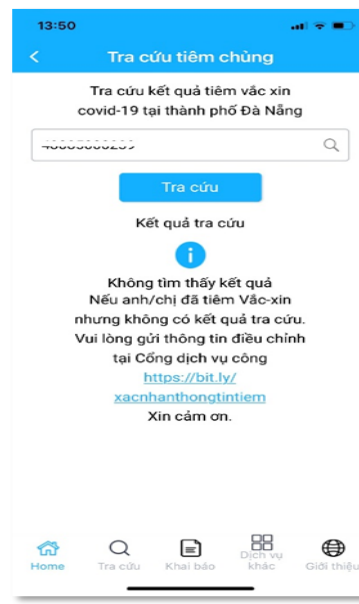 13:50
Tra cứu tiêm chủng
Tra cứu kết quả tiêm vắc xin
covid-19 tại thành phố Đà Nẵng
Tra cứu
Kết quả tra cứu
Không tìm thấy kết quả
Nếu anh/chị đã tiêm Vắc-xin
nhưng không có kết quả tra cứu.
Vui lòng gửi thông tin điều chỉnh
tại Cổng dịch vụ công
https://bit.ly/
xacnhanthongtintiem
Xin cảm ơn.
Home Tra cứu Khai báo Dịch vụ khác Giới thiệu